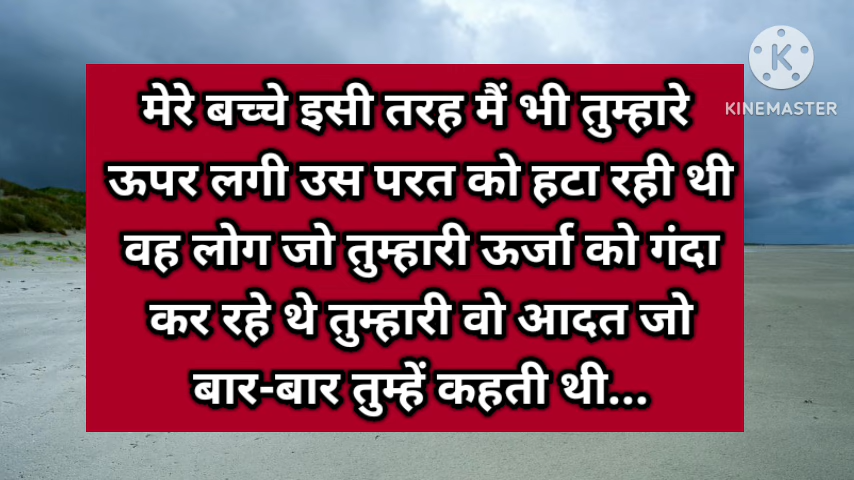 मेरे बच्चे इसी तरह मैं भी तुम्हारे
ऊपर लगी उस परत को हटा रही थी
वह लोग जो तुम्हारी ऊर्जा को गंदा
कर रहे थे तुम्हारी वो आदत जो
बार-बार तुम्हें कहती थी...
KINEMASTER